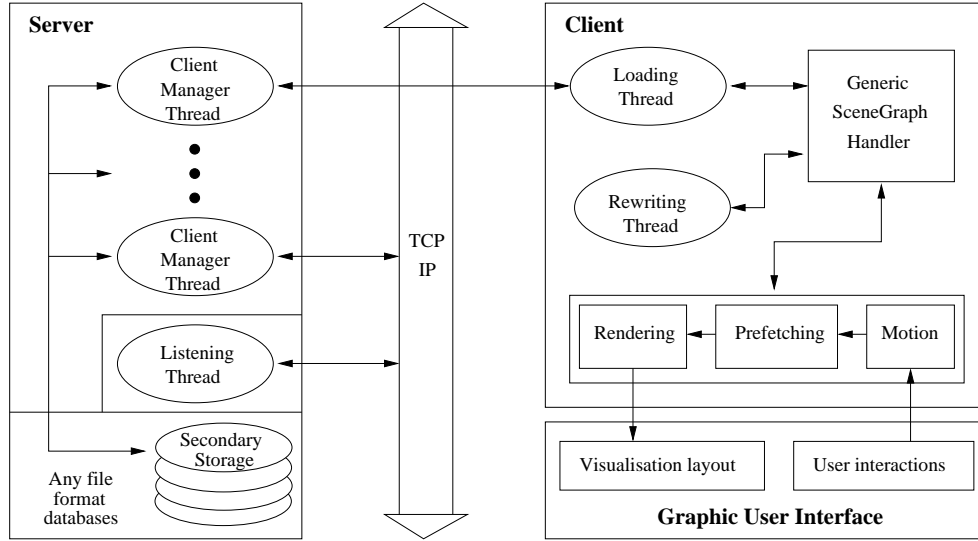 Server
Client
Manager
Thread
Client
Manager
Thread
Listening
Thread
Secondary
Storage
Any file
format
databases
TCP
IP
Client
Loading
Thread
Generic
SceneGraph
Handler
Rewriting
Thread
Rendering
Prefetching
Motion
Visualisation layout
User interactions
Graphic User Interface